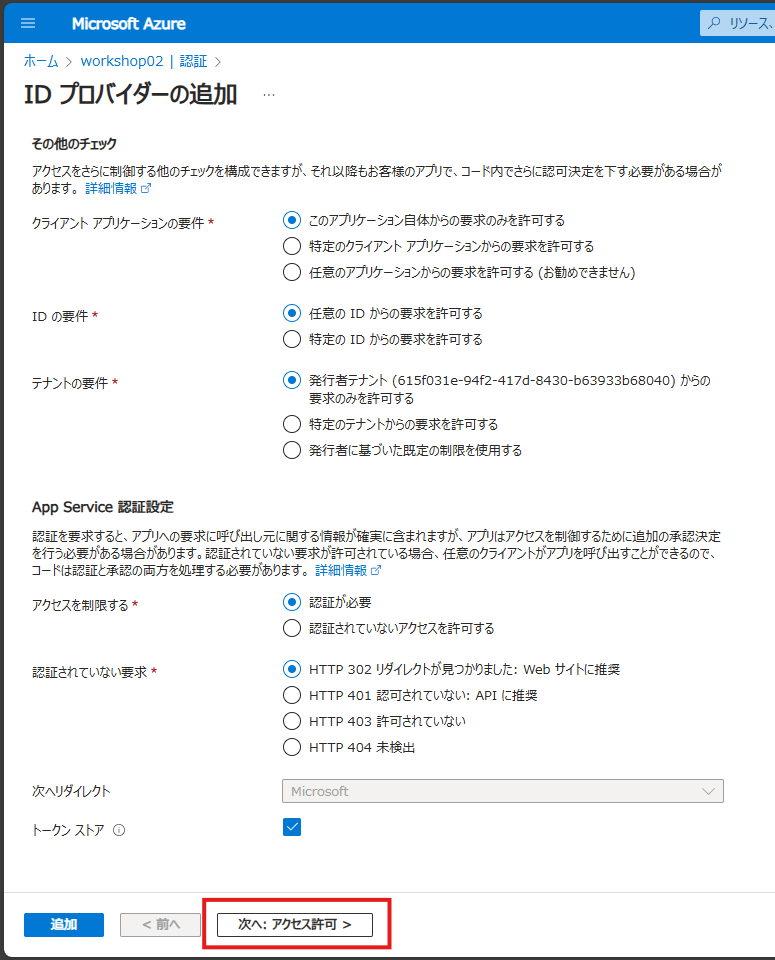 Microsoft Azure
リソース、
ホーム > workshop02 | 認証 >
ID プロバイダーの追加 …
その他のチェック
アクセスをさらに制御する他のチェックを構成できますが、それ以降もお客様のアプリで、コード内でさらに認可決定を下す必要がある場合が
あります。 詳細情報
クライアント アプリケーションの要件 *
このアプリケーション自体からの要求のみを許可する
特定のクライアント アプリケーションからの要求を許可する
任意のアプリケーションからの要求を許可する (お勧めできません)
ID の要件 *
任意の ID からの要求を許可する
特定の ID からの要求を許可する
テナントの要件 *
発行者テナント (615f031e-94f2-417d-8430-b63933b68040) からの
要求のみを許可する
特定のテナントからの要求を許可する
発行者に基づいた既定の制限を使用する
App Service 認証設定
認証を要求すると、アプリへの要求に呼び出し元に関する情報が確実に含まれますが、アプリはアクセスを制御するために追加の承認決定
を行う必要がある場合があります。認証されていない要求が許可されている場合、任意のクライアントがアプリを呼び出すことができるので、
コードは認証と承認の両方を処理する必要があります。 詳細情報
アクセスを制限する *
認証が必要
認証されていないアクセスを許可する
認証されていない要求 *
HTTP 302 リダイレクトが見つかりました: Web サイトに推奨
HTTP 401 認可されていない: API に推奨
HTTP 403 許可されていない
HTTP 404 未検出
次へリダイレクト
Microsoft
トークン ストア
追加
< 前へ
次へ: アクセス許可 >